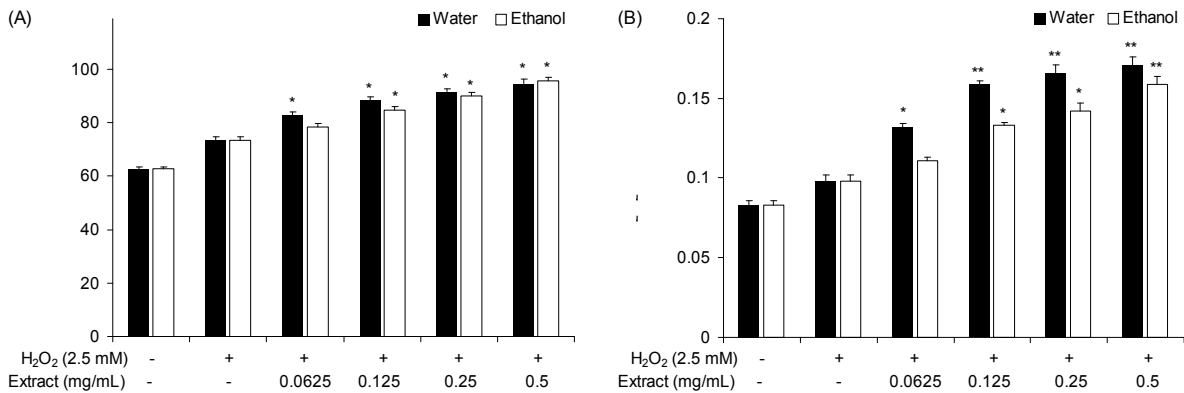 (A)
Water Ethanol
100
80
60
40
20
0
* * * * * * *
H₂O₂ (2.5 mM) - + + + + +
Extract (mg/mL) - - 0.0625 0.125 0.25 0.5
(B)
Water Ethanol
0.2
0.15
0.1
0.05
0
* ** * ** * ** **
H₂O₂ (2.5 mM) - + + + + +
Extract (mg/mL) - - 0.0625 0.125 0.25 0.5